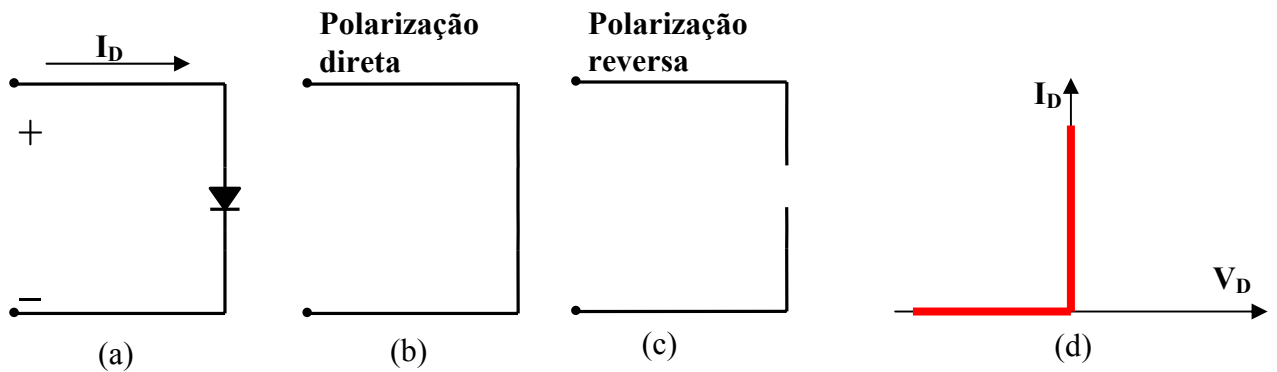 I_D
+
−
(a)
Polarização
direta
(b)
Polarização
reversa
(c)
I_D
V_D
(d)